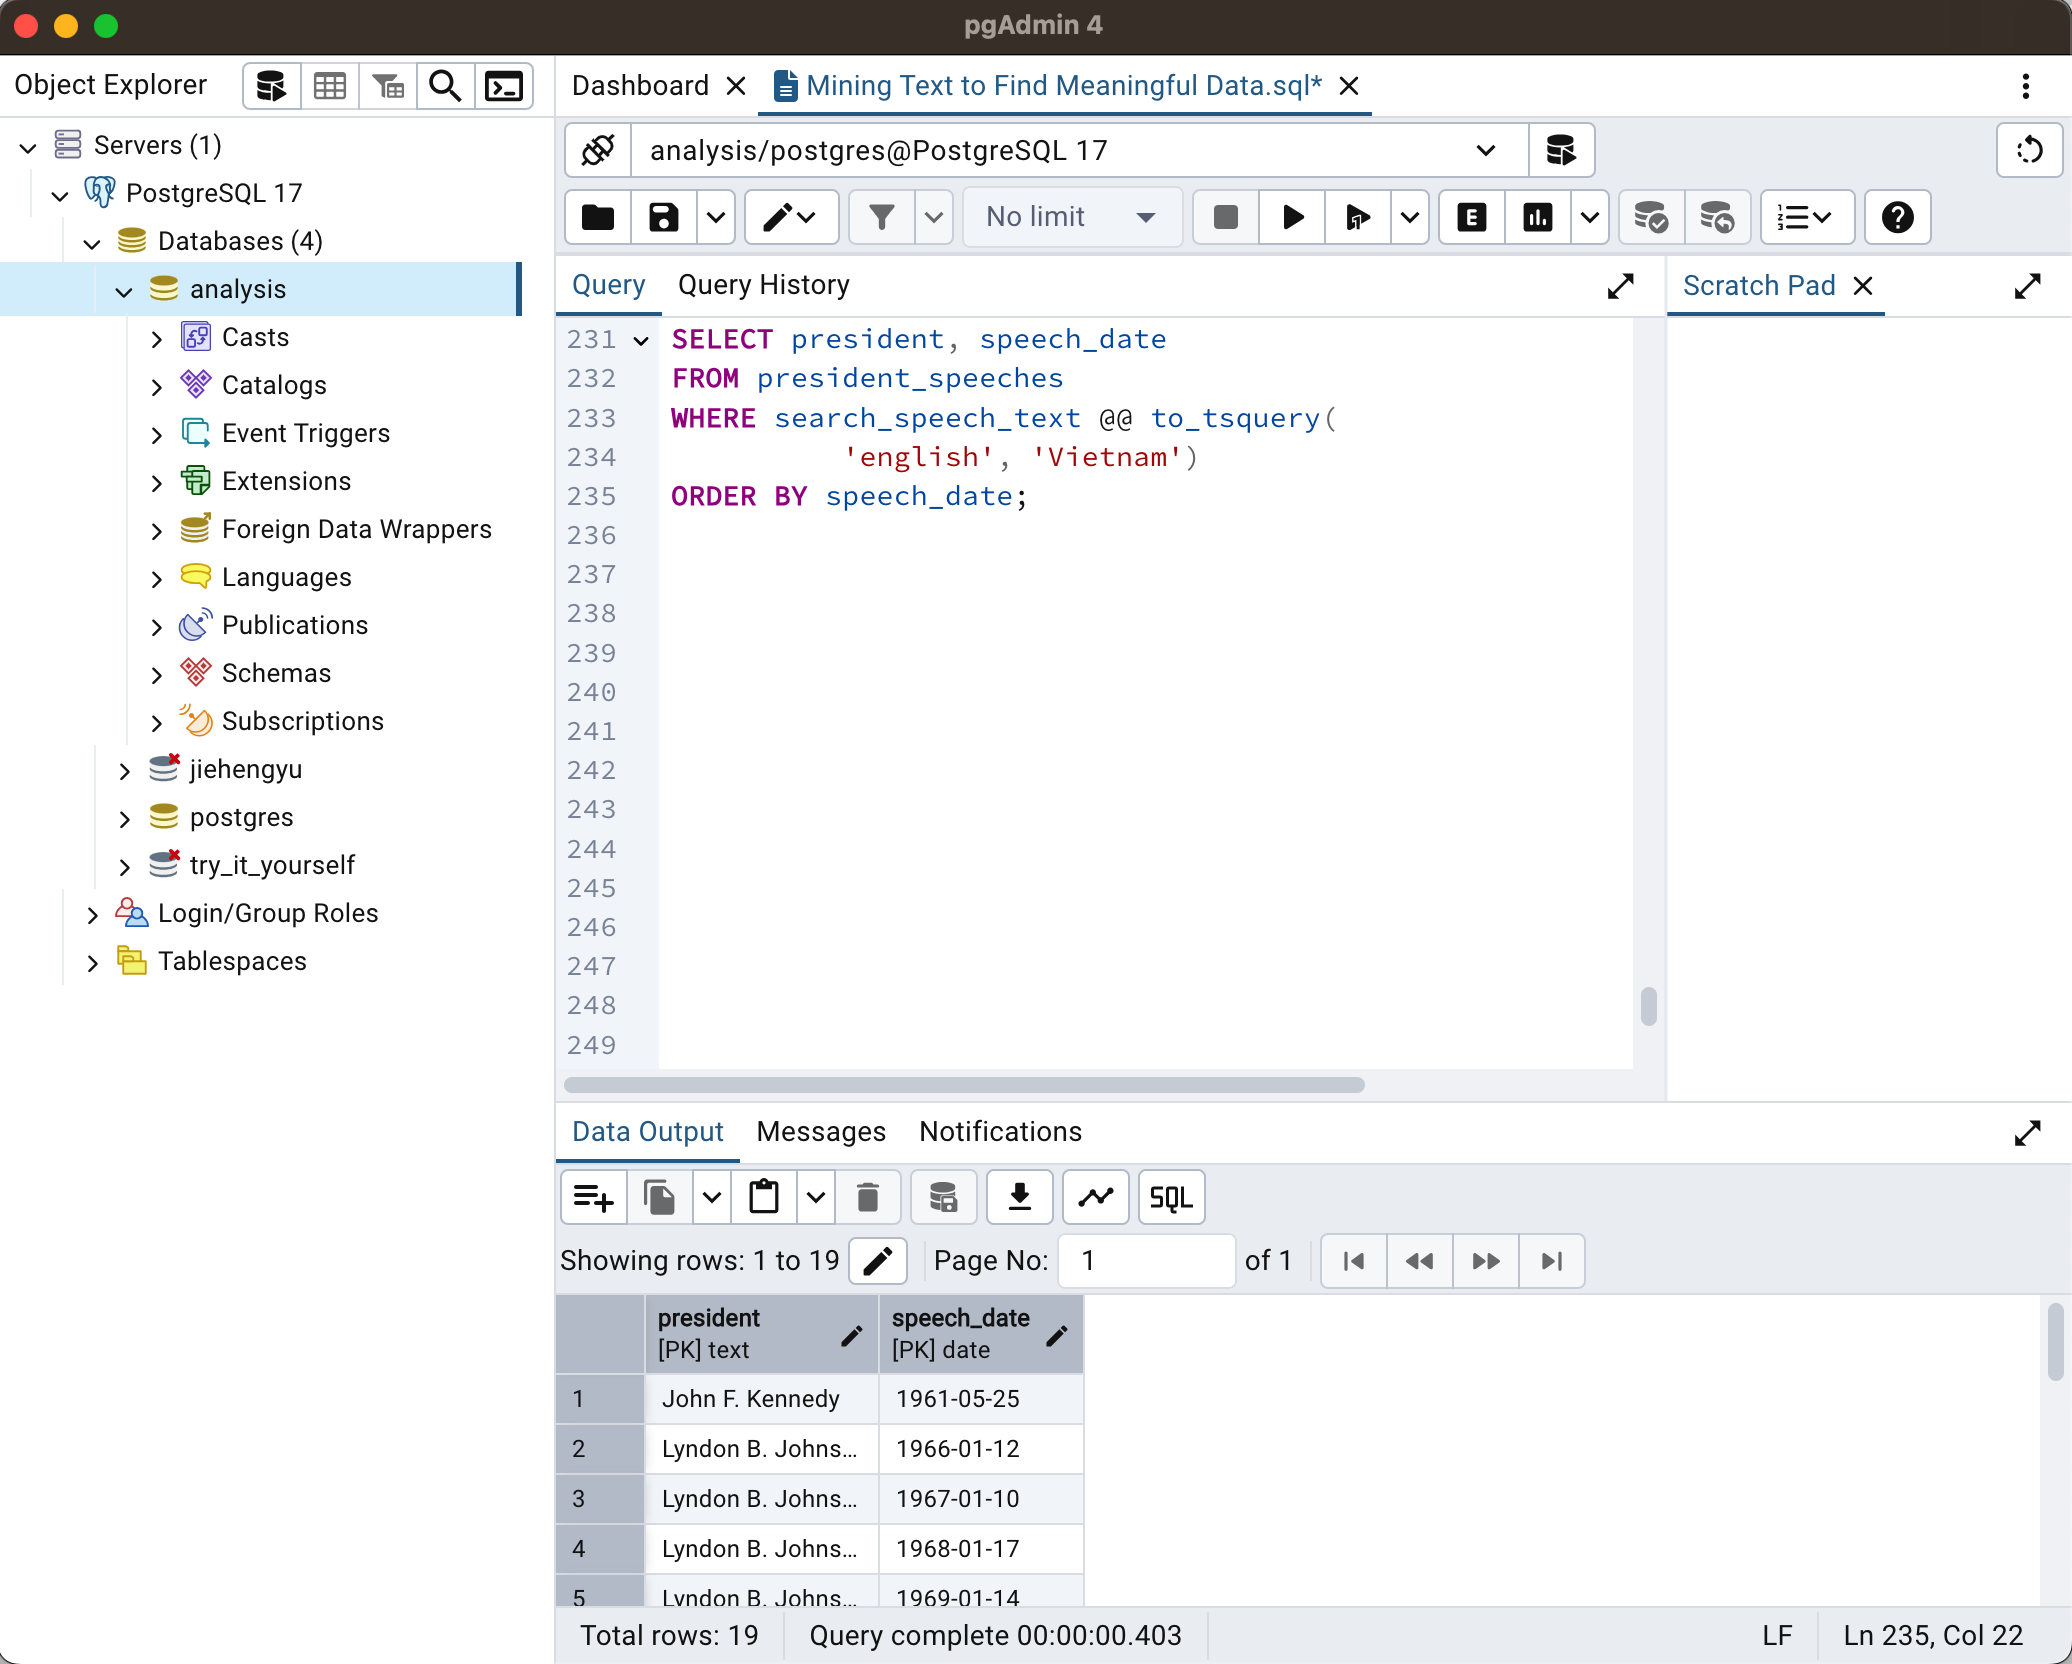 pgAdmin 4
Object Explorer
Servers (1)
PostgreSQL 17
Databases (4)
analysis
Casts
Catalogs
Event Triggers
Extensions
Foreign Data Wrappers
Languages
Publications
Schemas
Subscriptions
jiehengyu
postgres
try_it_yourself
Login/Group Roles
Tablespaces
Dashboard Mining Text to Find Meaningful Data.sql*
analysis/postgres@PostgreSQL 17
No limit E
Query Query History
Scratch Pad
231 SELECT president, speech_date
232 FROM president_speeches
233 WHERE search_speech_text @@ to_tsquery(
234 'english', 'Vietnam')
235 ORDER BY speech_date;
236
237
238
239
240
241
242
243
244
245
246
247
248
249
Data Output Messages Notifications
SQL
Showing rows: 1 to 19 Page No: 1 of 1
president speech_date
[PK] text [PK] date
1 John F. Kennedy 1961-05-25
2 Lyndon B. Johns... 1966-01-12
3 Lyndon B. Johns... 1967-01-10
4 Lyndon B. Johns... 1968-01-17
5 Lyndon B. Johns... 1969-01-14
Total rows: 19 Query complete 00:00:00.403 LF Ln 235, Col 22